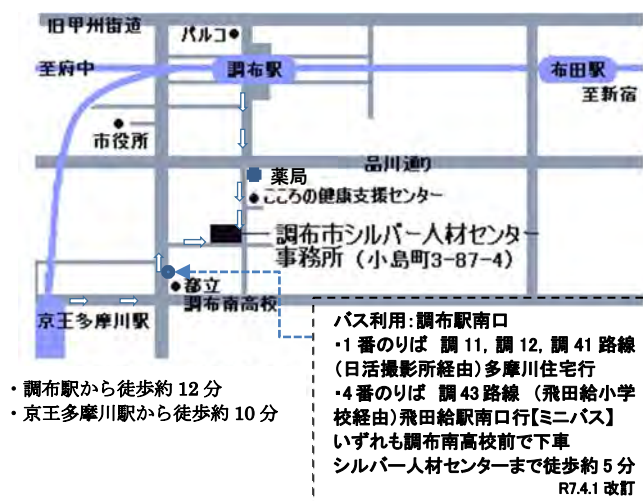 旧甲州街道
パルコ
至府中
調布駅
布田駅
至新宿
市役所
品川通り
薬局
こころの健康支援センター
調布市シルバー人材センター
事務所（小島町3-87-4）
都立
調布南高校
京王多摩川駅
・調布駅から徒歩約 12 分
・京王多摩川駅から徒歩約 10 分
バス利用：調布駅南口
・1 番のりば 調 11，調 12，調 41 路線
（日活撮影所経由）多摩川住宅行
・4 番のりば 調 43 路線 （飛田給小学
校経由）飛田給駅南口行【ミニバス】
いずれも調布南高校前で下車
シルバー人材センターまで徒歩約 5 分
R7.4.1 改訂